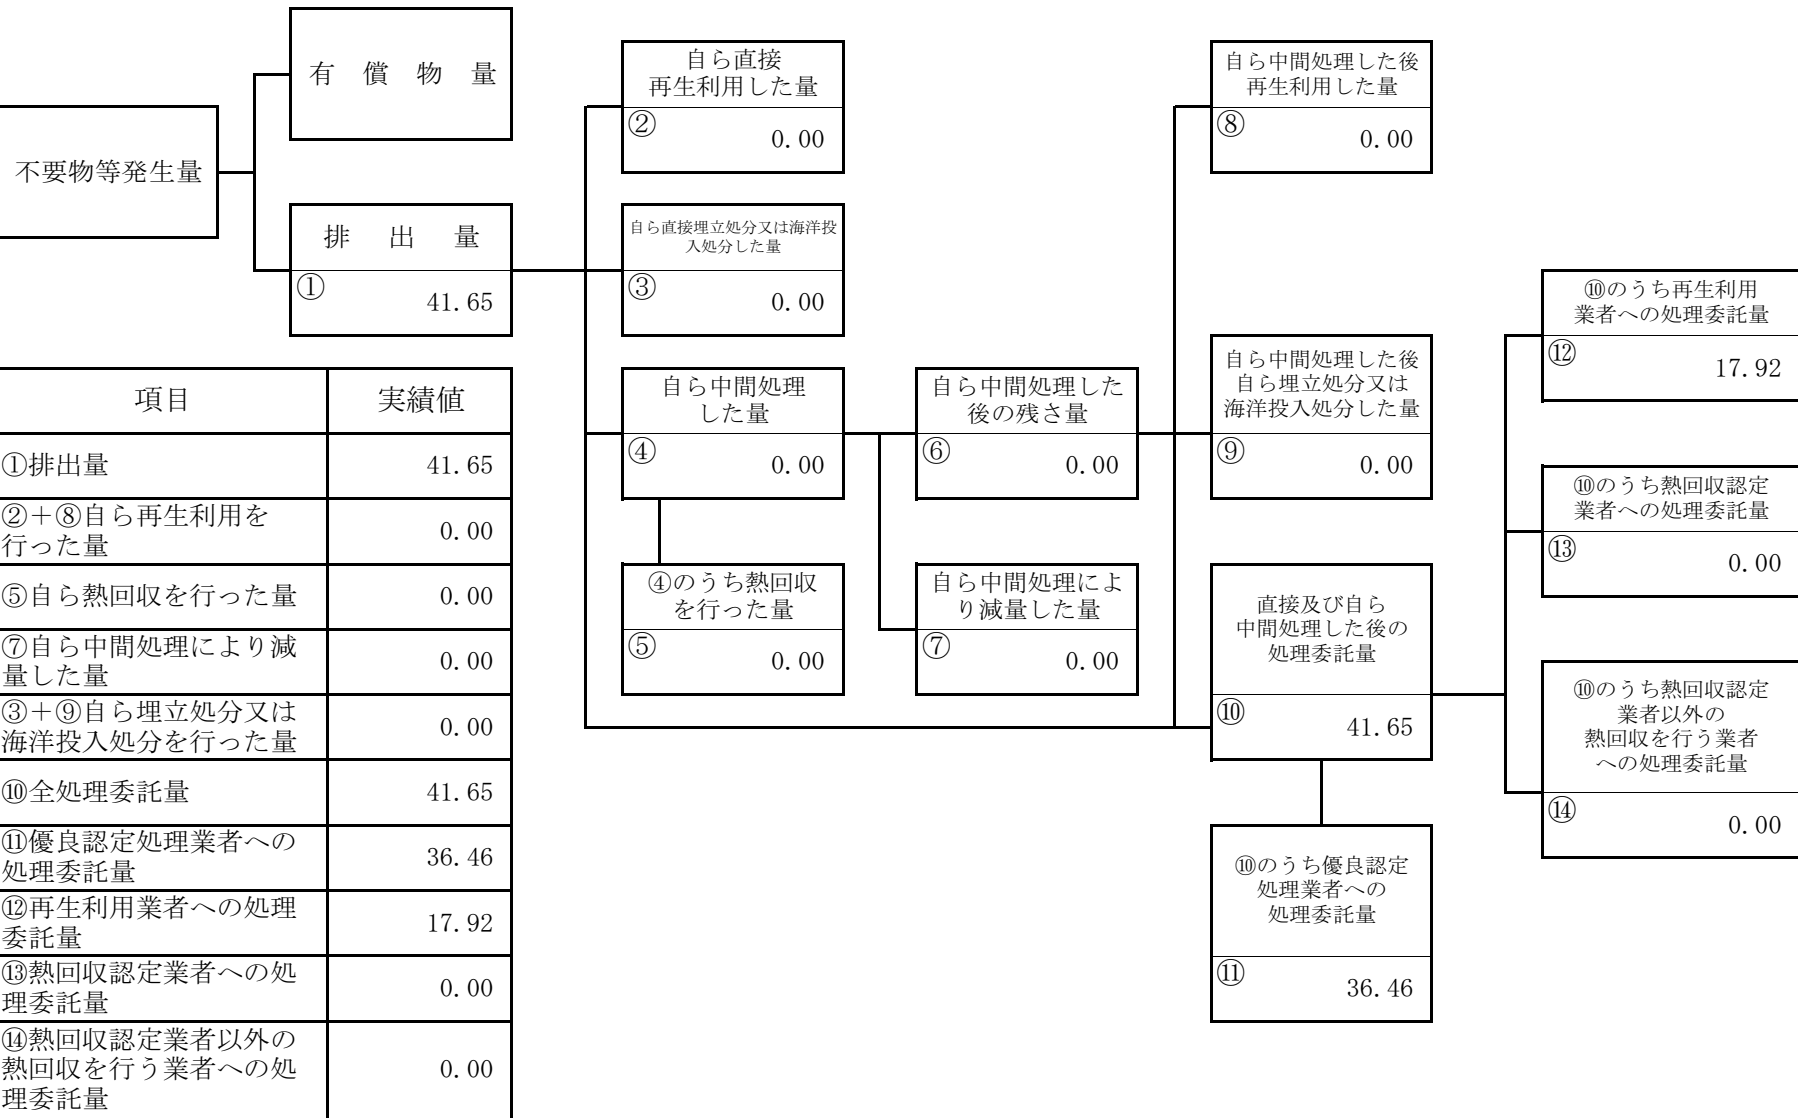 不要物等発生量
有 償 物 量
排 出 量
①
41.65
自ら直接
再生利用した量
②
0.00
自ら直接埋立処分又は海洋投
入処分した量
③
0.00
自ら中間処理
した量
④
0.00
④のうち熱回収
を行った量
⑤
0.00
自ら中間処理した
後の残さ量
⑥
0.00
自ら中間処理によ
り減量した量
⑦
0.00
自ら中間処理した後
再生利用した量
⑧
0.00
自ら中間処理した後
自ら埋立処分又は
海洋投入処分した量
⑨
0.00
直接及び自ら
中間処理した後の
処理委託量
⑩
41.65
⑩のうち優良認定
処理業者への
処理委託量
⑪
36.46
⑩のうち再生利用
業者への処理委託量
⑫
17.92
⑩のうち熱回収認定
業者への処理委託量
⑬
0.00
⑩のうち熱回収認定
業者以外の
熱回収を行う業者
への処理委託量
⑭
0.00
項目 実績値
①排出量 41.65
②＋⑧自ら再生利用を
行った量 0.00
⑤自ら熱回収を行った量 0.00
⑦自ら中間処理により減
量した量 0.00
③＋⑨自ら埋立処分又は
海洋投入処分を行った量 0.00
⑩全処理委託量 41.65
⑪優良認定処理業者への
処理委託量 36.46
⑫再生利用業者への処理
委託量 17.92
⑬熱回収認定業者への処
理委託量 0.00
⑭熱回収認定業者以外の
熱回収を行う業者への処
理委託量 0.00